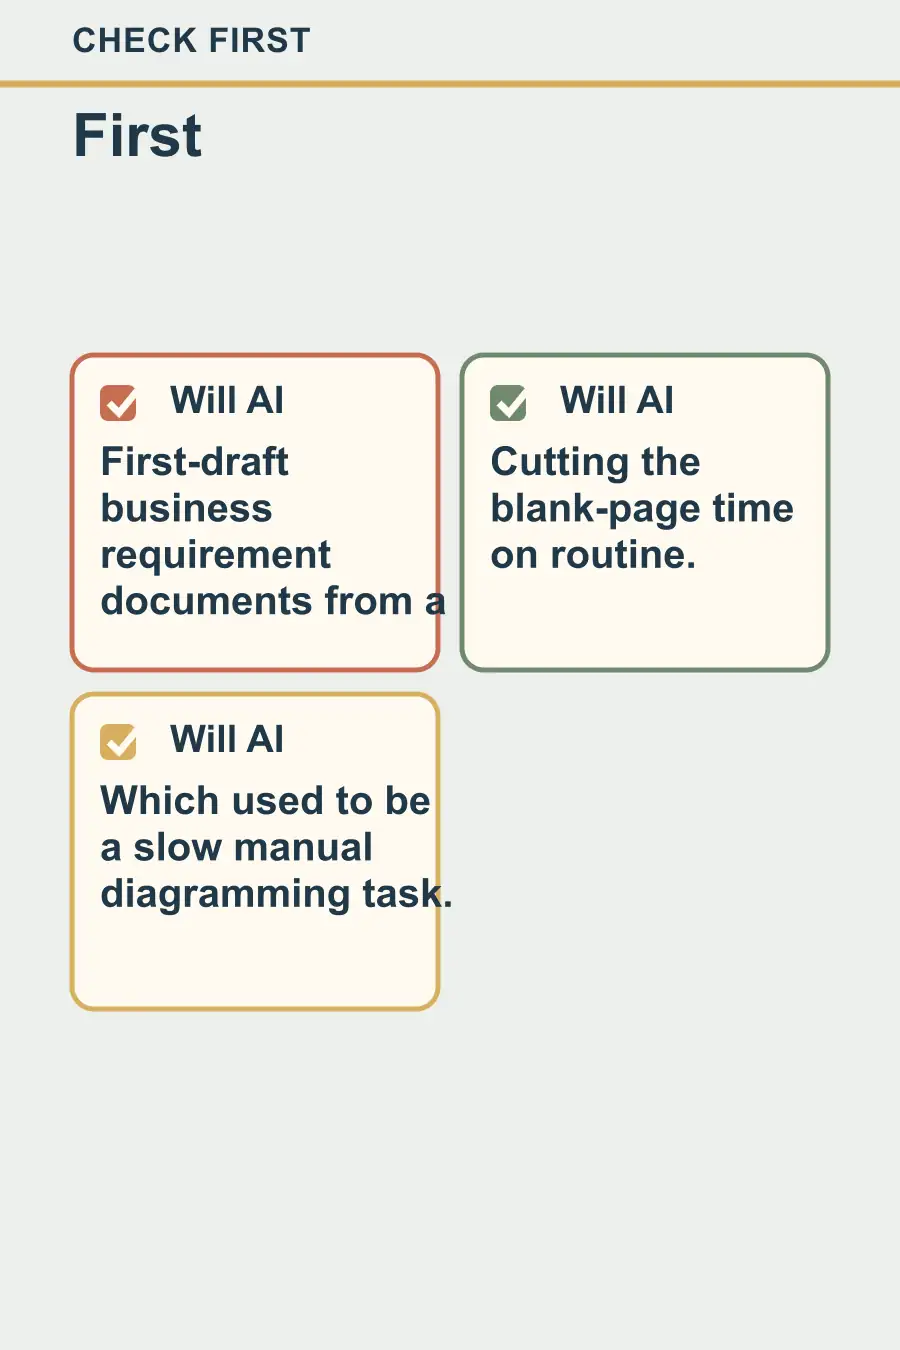 CHECK FIRST
First
Will AI
First-draft
business
requirement
documents from a
Will AI
Cutting the
blank-page time
on routine.
Will AI
Which used to be
a slow manual
diagramming task.